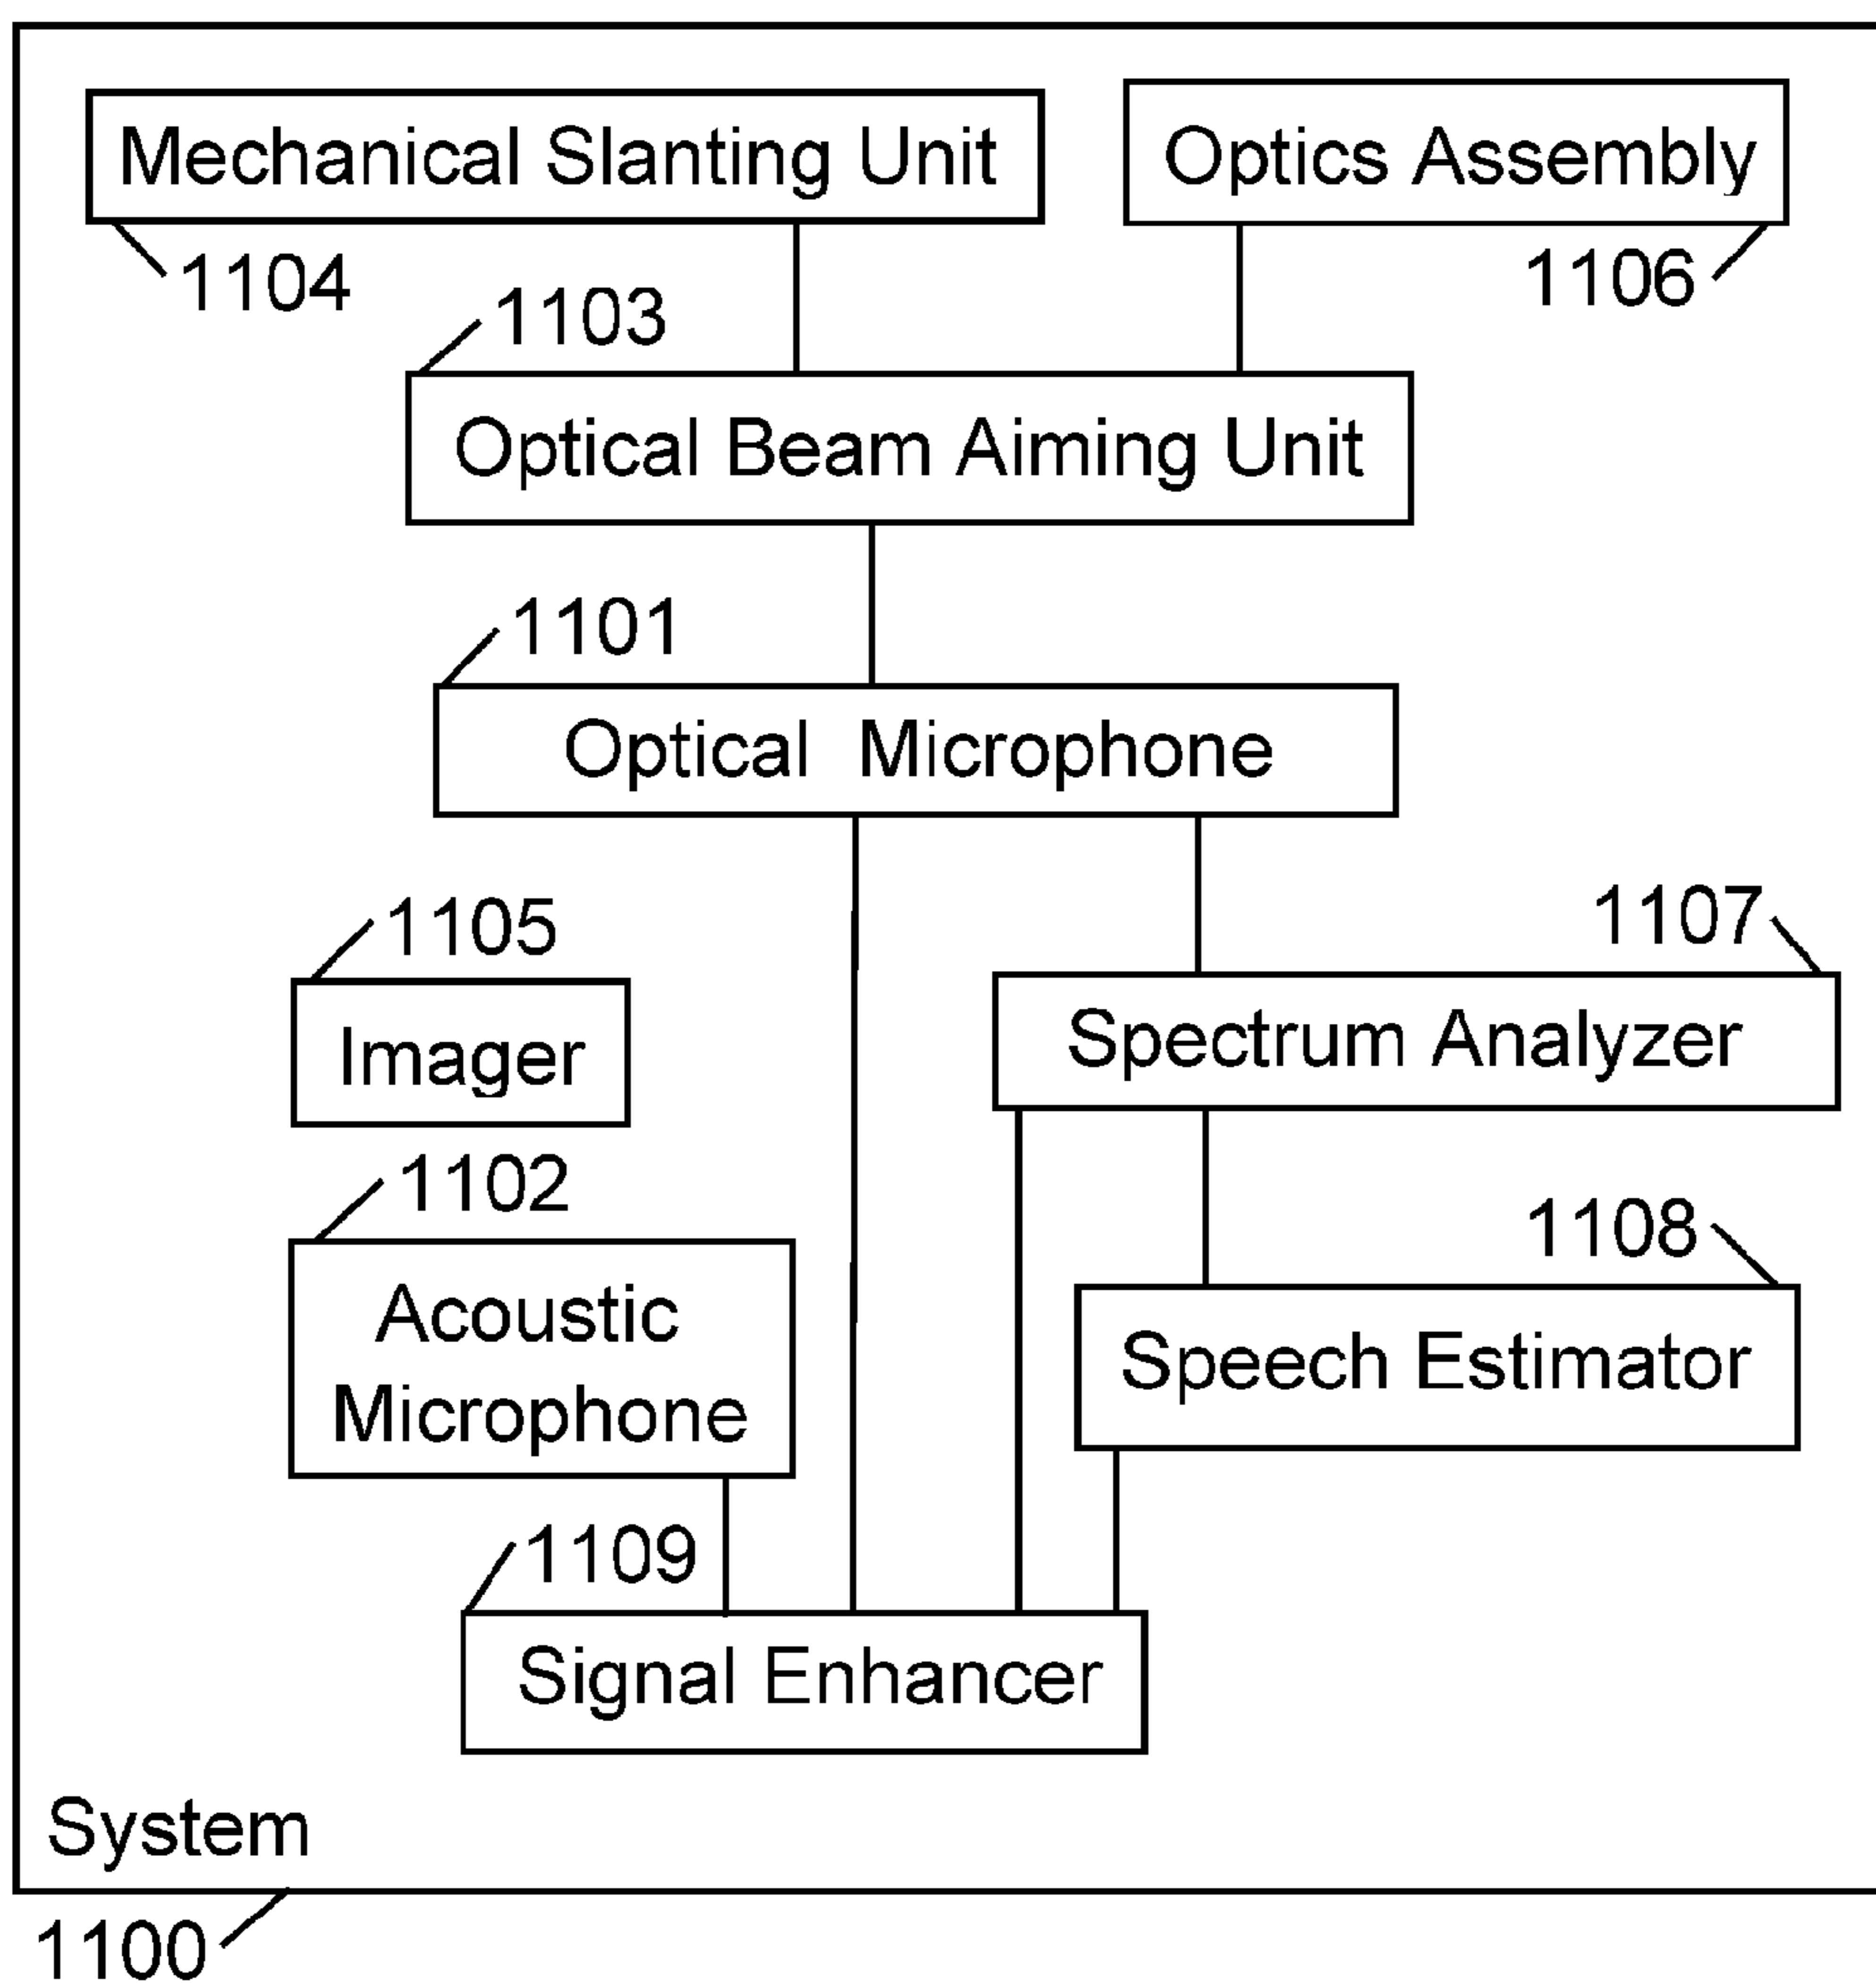 Mechanical Slanting Unit
Optics Assembly
1104
1106
1103
Optical Beam Aiming Unit
1101
Optical Microphone
1105
1107
Imager
Spectrum Analyzer
1102
1108
Acoustic
Microphone
Speech Estimator
1109
Signal Enhancer
System
1100